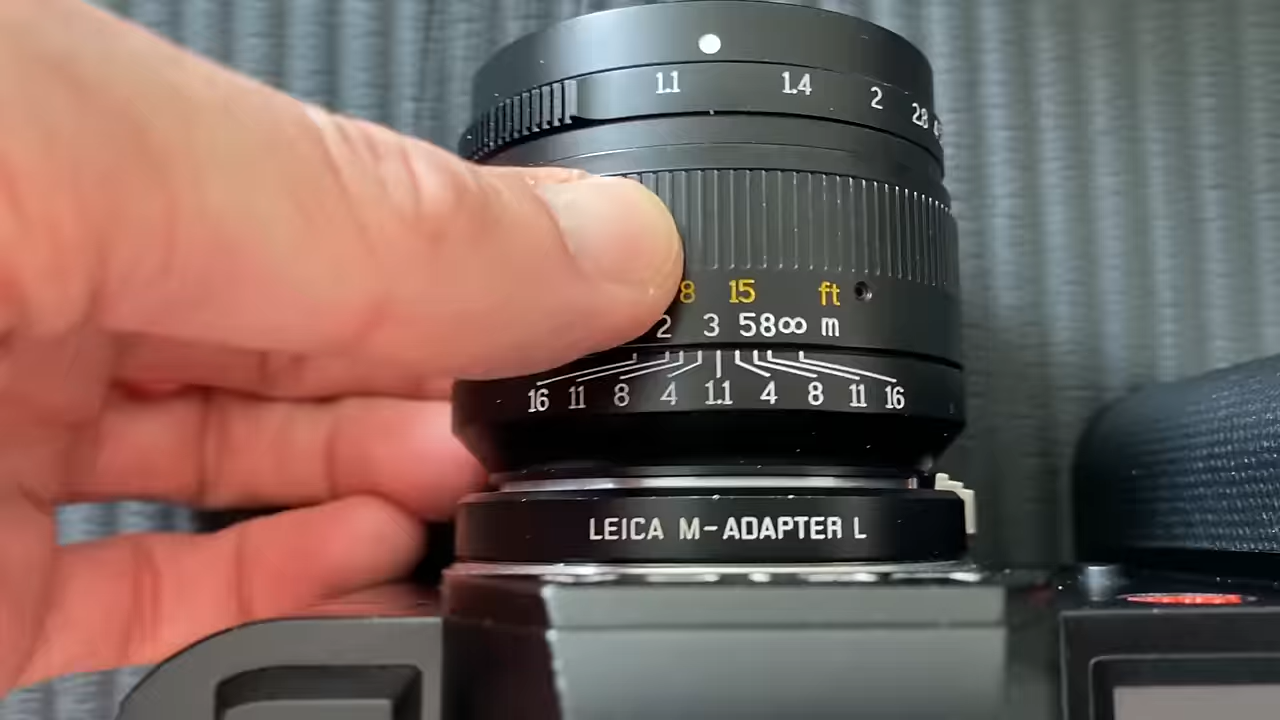 1.1 1.4 2 2.8
8 15 ft
2 3 5 8 ∞ m
16 11 8 4 1.1 4 8 11 16
LEICA M-ADAPTER L